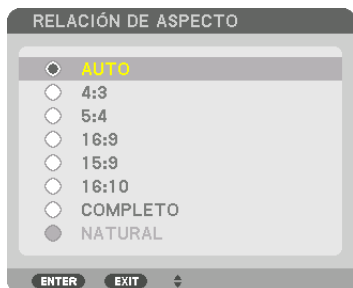 RELACIÓN DE ASPECTO
AUTO
4:3
5:4
16:9
15:9
16:10
COMPLETO
NATURAL
ENTER EXIT